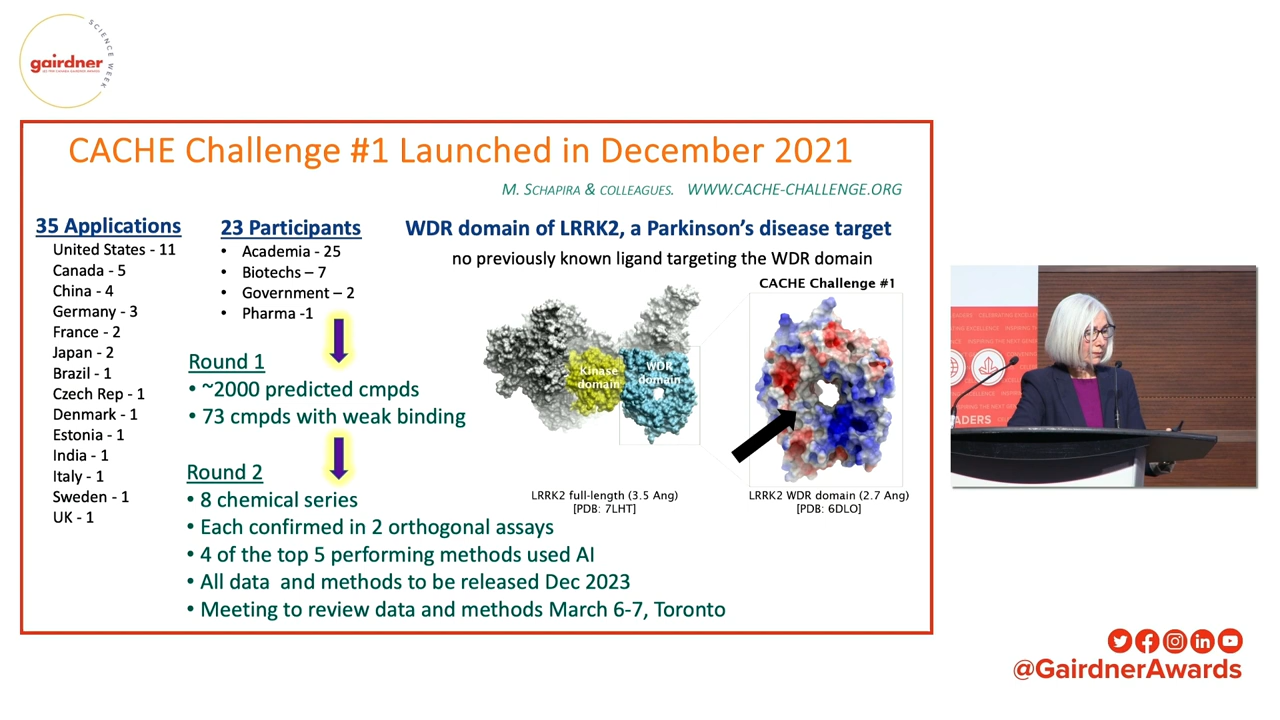 SCIENCE WEEK
gairdner
CACHE Challenge #1 Launched in December 2021
M. SCHAPIRA & COLLEAGUES. WWW.CACHE-CHALLENGE.ORG
35 Applications
United States - 11
Canada - 5
China - 4
Germany - 3
France - 2
Japan - 2
Brazil - 1
Czech Rep - 1
Denmark - 1
Estonia - 1
India - 1
Italy - 1
Sweden - 1
UK - 1
23 Participants
• Academia - 25
• Biotechs – 7
• Government – 2
• Pharma -1
Round 1
• ~2000 predicted cmpds
• 73 cmpds with weak binding
Round 2
• 8 chemical series
• Each confirmed in 2 orthogonal assays
• 4 of the top 5 performing methods used AI
• All data and methods to be released Dec 2023
• Meeting to review data and methods March 6-7, Toronto
WDR domain of LRRK2, a Parkinson's disease target
no previously known ligand targeting the WDR domain
CACHE Challenge #1
Kinase
domain
WDR
domain
LRRK2 full-length (3.5 Ang)
[PDB: 7LHT]
LRRK2 WDR domain (2.7 Ang)
[PDB: 6DLO]
@GairdnerAwards